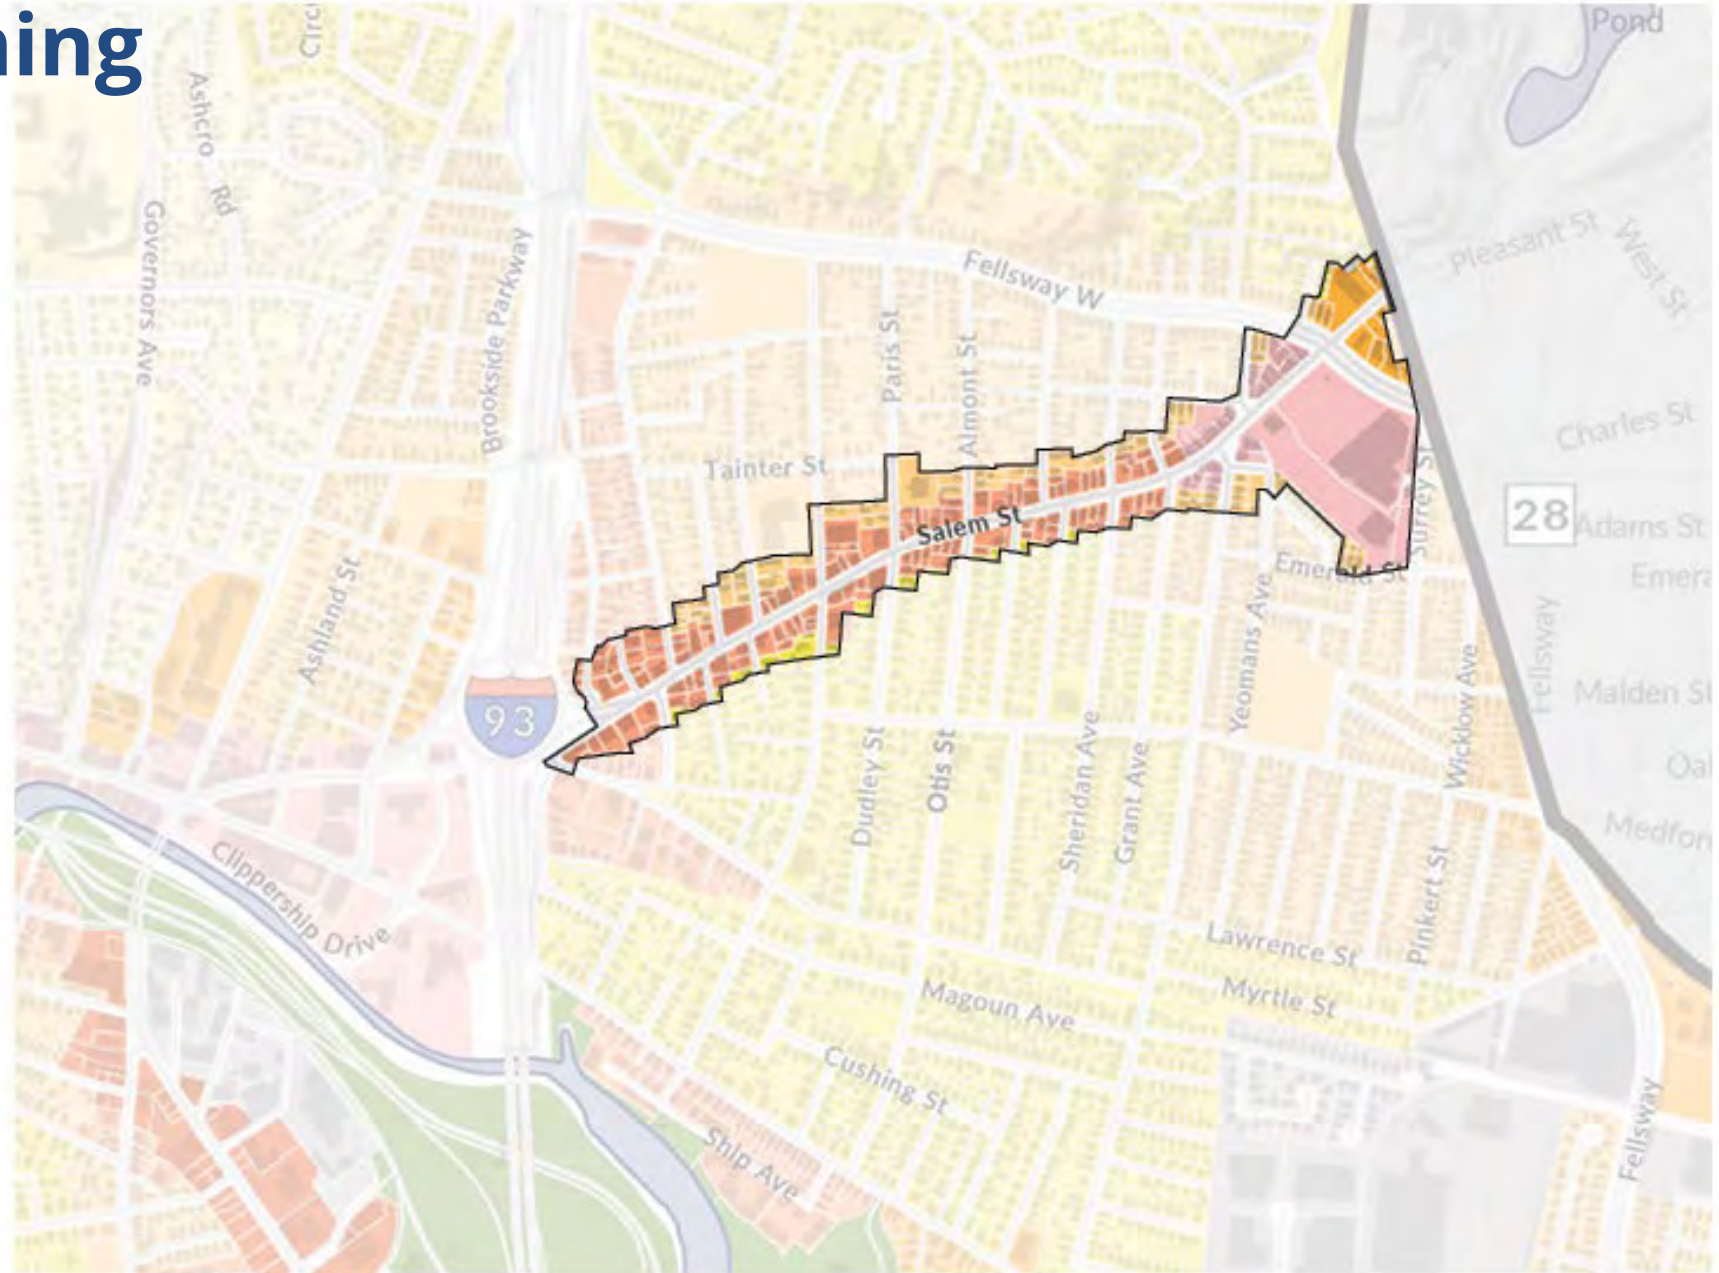 ning
Pond
Circ
Ashcro
Rd
Governors Ave
Brookside Parkway
Pleasant St
West St
Fellsway W
Paris St
Almont St
Charles St
Tainter St
Salem St
Surrey St
28
Adams St
Emera
Emerald St
Ashland St
Yeomans Ave
Fellsway
Wicklow Ave
Malden St
93
Dudley St
Otis St
Sheridan Ave
Grant Ave
Oal
Medfor
Clippership Drive
Pinkert St
Lawrence St
Myrtle St
Magoun Ave
Cushing St
Ship Ave
Fellsway